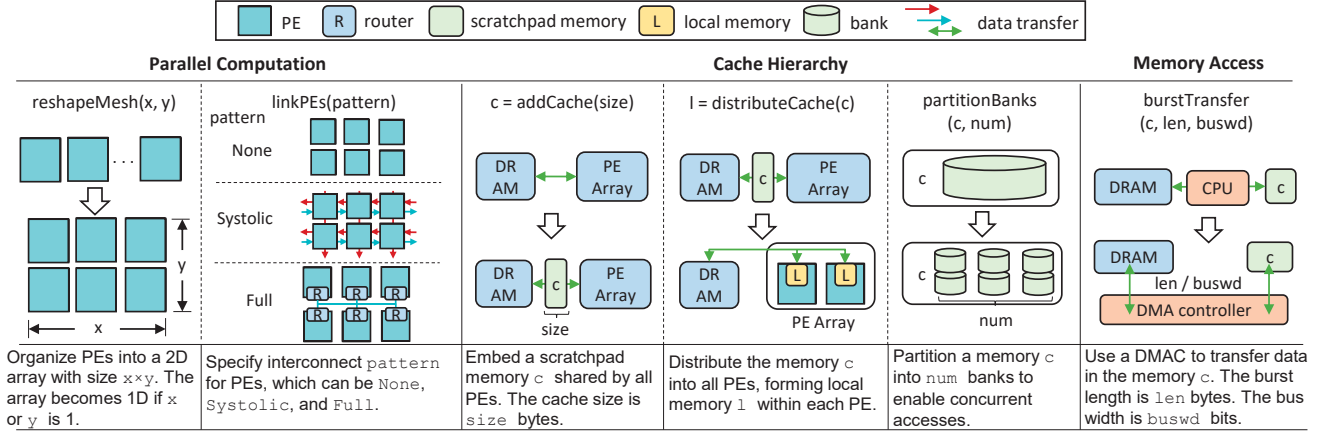 PE R router scratchpad memory L local memory bank data transfer
Parallel Computation Cache Hierarchy Memory Access
reshapeMesh(x, y)
. . .
y
x
Organize PEs into a 2D
array with size x×y. The
array becomes 1D if x
or y is 1.
linkPEs(pattern)
pattern
None
Systolic
Full
R R R
R R R
Specify interconnect pattern
for PEs, which can be None,
Systolic, and Full.
c = addCache(size)
DR
AM
PE
Array
DR
AM
c
PE
Array
size
Embed a scratchpad
memory c shared by all
PEs. The cache size is
size bytes.
l = distributeCache(c)
DR
AM
c
PE
Array
DR
AM
L L
PE Array
Distribute the memory c
into all PEs, forming local
memory l within each PE.
partitionBanks
(c, num)
c
c
num
Partition a memory c
into num banks to
enable concurrent
accesses.
burstTransfer
(c, len, buswd)
DRAM CPU c
DRAM c
len / buswd
DMA controller
Use a DMAC to transfer data
in the memory c. The burst
length is len bytes. The bus
width is buswd bits.